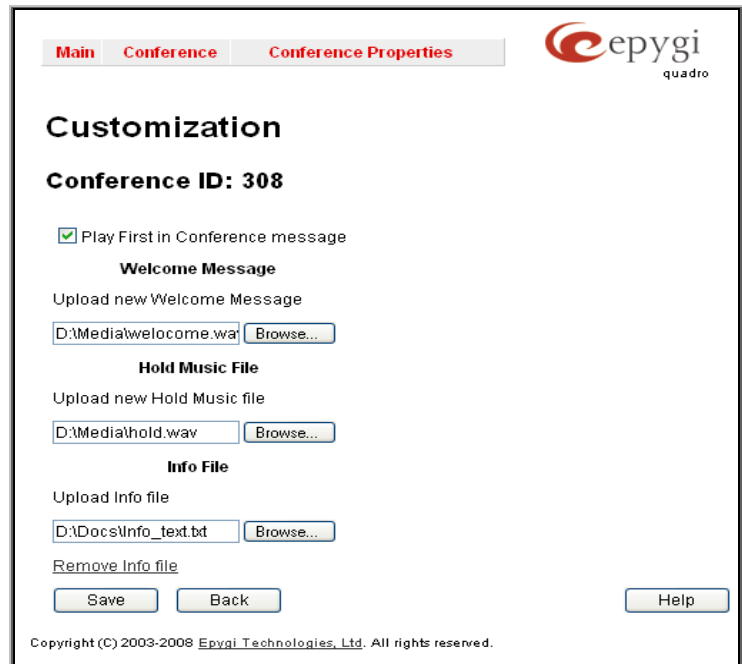 Main Conference Conference Properties
epygi
quadro
Customization
Conference ID: 308
Play First in Conference message
Welcome Message
Upload new Welcome Message
D:\Media\welocome.wa Browse...
Hold Music File
Upload new Hold Music file
D:\Media\hold.wav Browse...
Info File
Upload Info file
D:\Docs\Info_text.txt Browse...
Remove Info file
Save Back Help
Copyright (C) 2003-2008 Epygi Technologies, Ltd. All rights reserved.